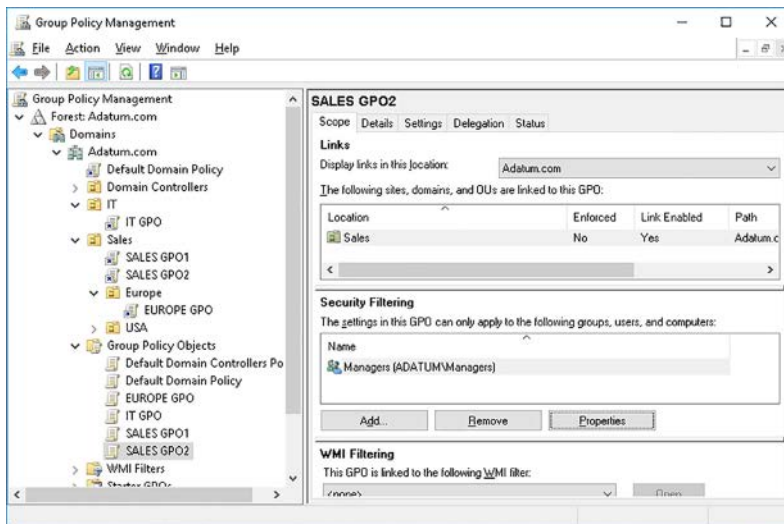 Group Policy Management
File Action View Window Help
Group Policy Management
Forest: Adatum.com
Domains
Adatum.com
Default Domain Policy
Domain Controllers
IT
IT GPO
Sales
SALES GPO1
SALES GPO2
Europe
EUROPE GPO
USA
Group Policy Objects
Default Domain Controllers Po
Default Domain Policy
EUROPE GPO
IT GPO
SALES GPO1
SALES GPO2
WMI Filters
Starter GPOs
SALES GPO2
Scope Details Settings Delegation Status
Links
Display links in this location: Adatum.com
The following sites, domains, and OUs are linked to this GPO:
Location Enforced Link Enabled Path
Sales No Yes Adatum.c
Security Filtering
The settings in this GPO can only apply to the following groups, users, and computers:
Name
Managers (ADATUM\Managers)
Add... Remove Properties
WMI Filtering
This GPO is linked to the following WMI filter:
<none> Open